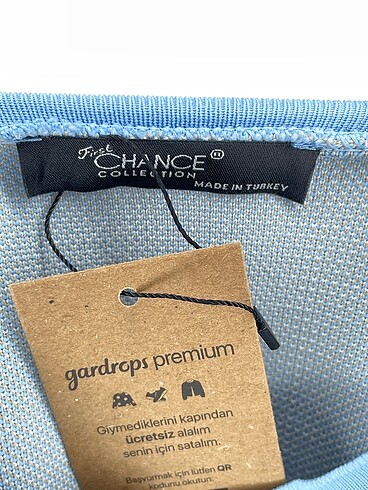 First
CHANCE
COLLECTION
MADE IN TURKEY
gardrops premium
Giymediklerini kapından
ücretsiz alalım
senin için satalım.
Başvurmak için lütfen QR
kodunu okutun.